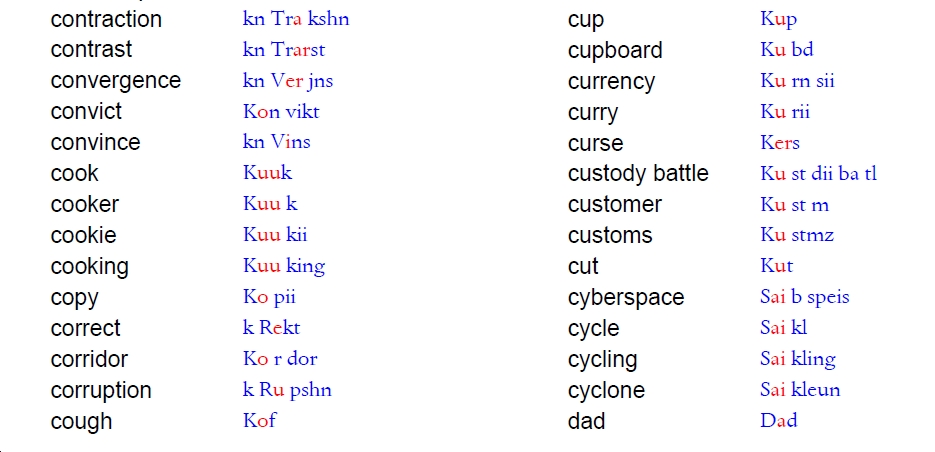 contraction kn Tra kshn
contrast kn Trarst
convergence kn Ver jns
convict Kon vikt
convince kn Vins
cook Kuuk
cooker Kuu k
cookie Kuu kii
cooking Kuu king
copy Ko pii
correct k Rekt
corridor Ko r dor
corruption k Ru pshn
cough Kof
cup Kup
cupboard Ku bd
currency Ku rn sii
curry Ku rii
curse Kers
custody battle Ku st dii ba tl
customer Ku st m
customs Ku stmz
cut Kut
cyberspace Sai b speis
cycle Sai kl
cycling Sai kling
cyclone Sai kleun
dad Dad